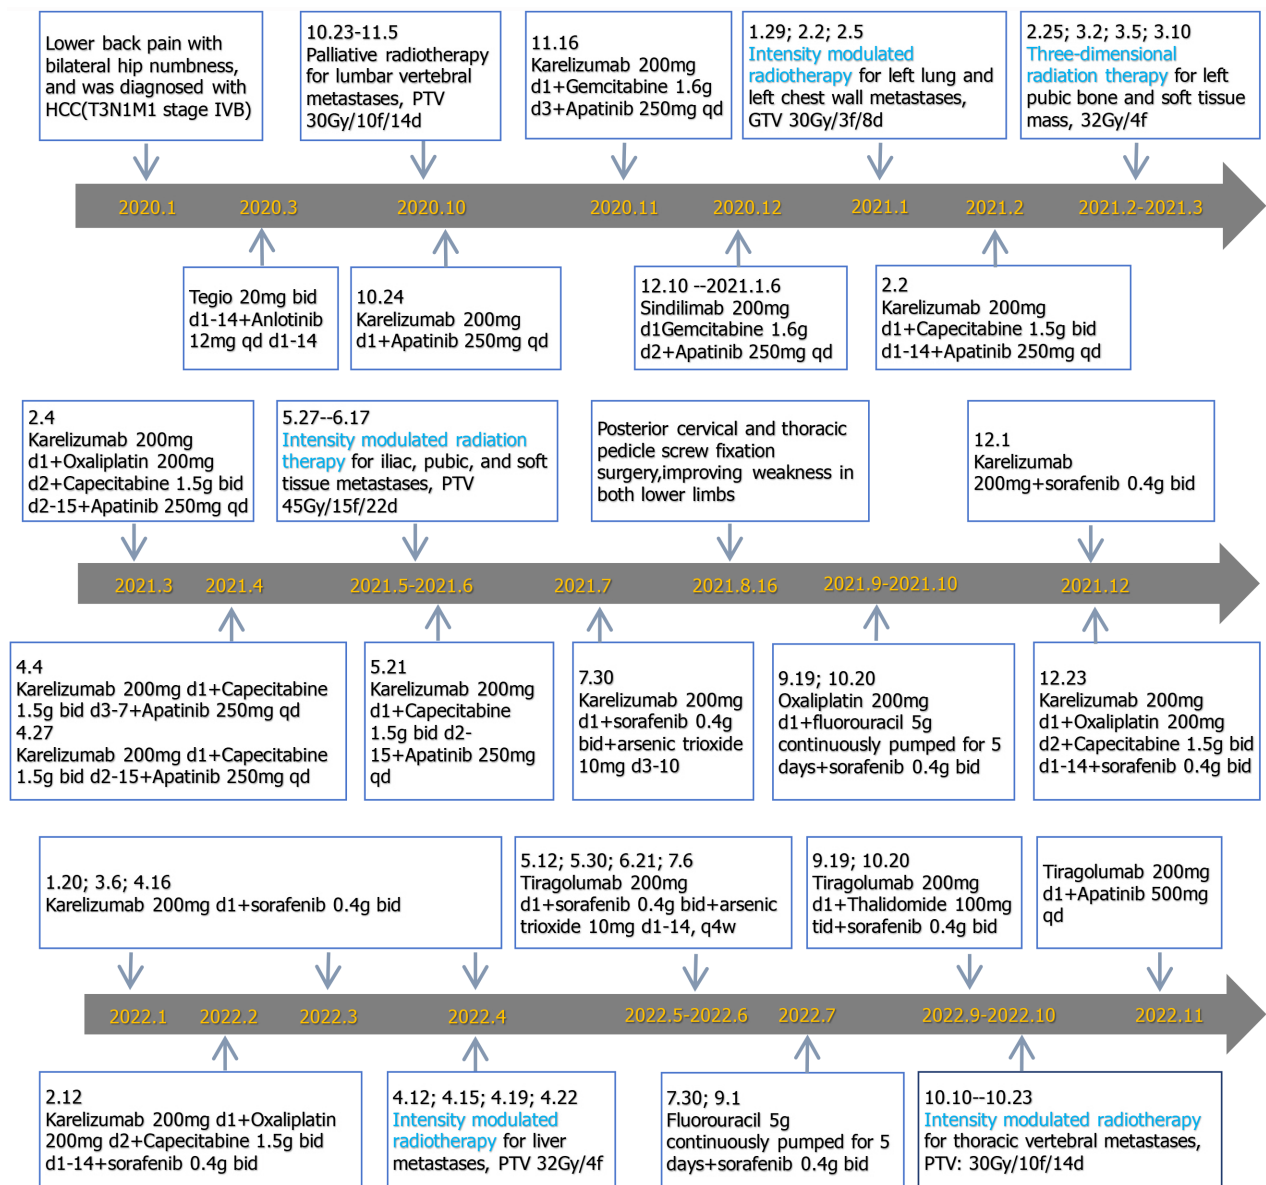 Lower back pain with
bilateral hip numbness,
and was diagnosed with
HCC(T3N1M1 stage IVB)
10.23-11.5
Palliative radiotherapy
for lumbar vertebral
metastases, PTV
30Gy/10f/14d
11.16
Karelizumab 200mg
d1+Gemcitabine 1.6g
d3+Apatinib 250mg qd
1.29; 2.2; 2.5
Intensity modulated
radiotherapy for left lung and
left chest wall metastases,
GTV 30Gy/3f/8d
2.25; 3.2; 3.5; 3.10
Three-dimensional
radiation therapy for left
pubic bone and soft tissue
mass, 32Gy/4f
2020.1
2020.3
2020.10
2020.11
2020.12
2021.1
2021.2
2021.2-2021.3
Tegio 20mg bid
d1-14+Anlotinib
12mg qd d1-14
10.24
Karelizumab 200mg
d1+Apatinib 250mg qd
12.10 --2021.1.6
Sindilimab 200mg
d1Gemcitabine 1.6g
d2+Apatinib 250mg qd
2.2
Karelizumab 200mg
d1+Capecitabine 1.5g bid
d1-14+Apatinib 250mg qd
2.4
Karelizumab 200mg
d1+Oxaliplatin 200mg
d2+Capecitabine 1.5g bid
d2-15+Apatinib 250mg qd
5.27--6.17
Intensity modulated radiation
therapy for iliac, pubic, and soft
tissue metastases, PTV
45Gy/15f/22d
Posterior cervical and thoracic
pedicle screw fixation
surgery,improving weakness in
both lower limbs
12.1
Karelizumab
200mg+sorafenib 0.4g bid
2021.3
2021.4
2021.5-2021.6
2021.7
2021.8.16
2021.9-2021.10
2021.12
4.4
Karelizumab 200mg d1+Capecitabine
1.5g bid d3-7+Apatinib 250mg qd
4.27
Karelizumab 200mg d1+Capecitabine
1.5g bid d2-15+Apatinib 250mg qd
5.21
Karelizumab 200mg
d1+Capecitabine
1.5g bid d2-
15+Apatinib 250mg
qd
7.30
Karelizumab 200mg
d1+sorafenib 0.4g
bid+arsenic trioxide
10mg d3-10
9.19; 10.20
Oxaliplatin 200mg
d1+fluorouracil 5g
continuously pumped for 5
days+sorafenib 0.4g bid
12.23
Karelizumab 200mg
d1+Oxaliplatin 200mg
d2+Capecitabine 1.5g bid
d1-14+sorafenib 0.4g bid
1.20; 3.6; 4.16
Karelizumab 200mg d1+sorafenib 0.4g bid
5.12; 5.30; 6.21; 7.6
Tiragolumab 200mg
d1+sorafenib 0.4g bid+arsenic
trioxide 10mg d1-14, q4w
9.19; 10.20
Tiragolumab 200mg
d1+Thalidomide 100mg
tid+sorafenib 0.4g bid
Tiragolumab 200mg
d1+Apatinib 500mg
qd
2022.1
2022.2
2022.3
2022.4
2022.5-2022.6
2022.7
2022.9-2022.10
2022.11
2.12
Karelizumab 200mg d1+Oxaliplatin
200mg d2+Capecitabine 1.5g bid
d1-14+sorafenib 0.4g bid
4.12; 4.15; 4.19; 4.22
Intensity modulated
radiotherapy for liver
metastases, PTV 32Gy/4f
7.30; 9.1
Fluorouracil 5g
continuously pumped for 5
days+sorafenib 0.4g bid
10.10--10.23
Intensity modulated radiotherapy
for thoracic vertebral metastases,
PTV: 30Gy/10f/14d